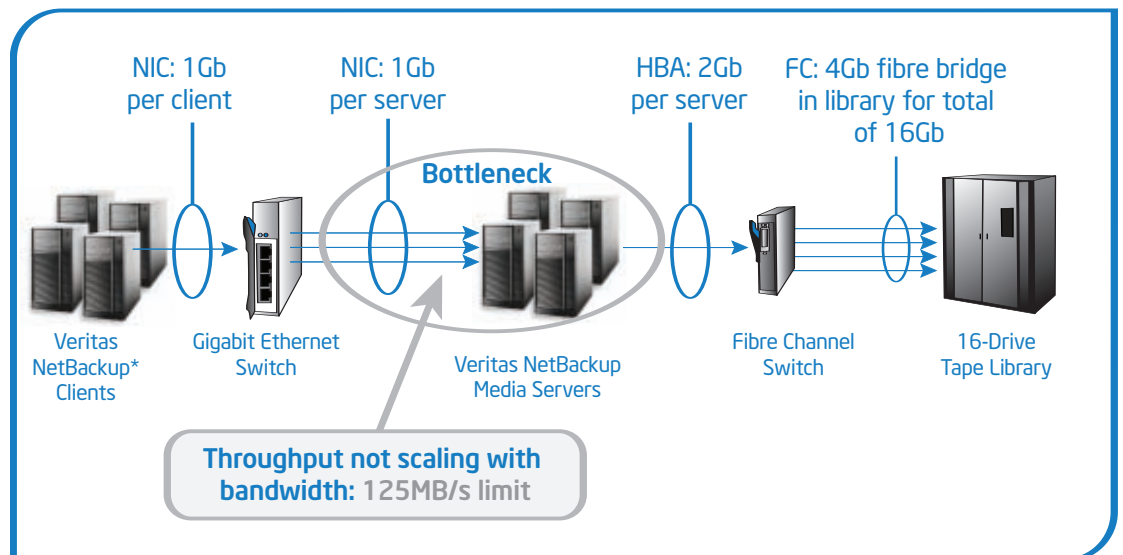 NIC: 1Gb
per client
NIC: 1Gb
per server
HBA: 2Gb
per server
FC: 4Gb fibre bridge
in library for total
of 16Gb
Bottleneck
Veritas
NetBackup*
Clients
Gigabit Ethernet
Switch
Veritas NetBackup
Media Servers
Fibre Channel
Switch
16-Drive
Tape Library
Throughput not scaling with
bandwidth: 125MB/s limit